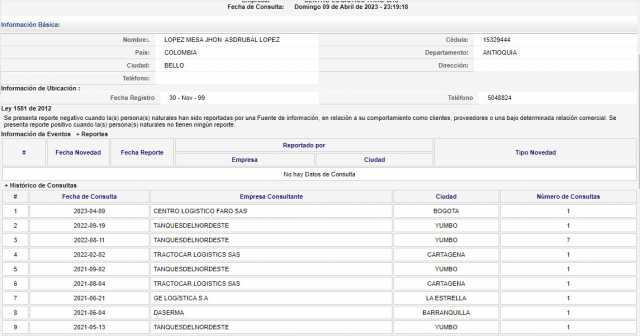 Fecha de Consulta: Domingo 09 de Abril de 2023 - 23:19:18
Información Básica:
Nombre:. LOPEZ MESA JHON ASDRUBAL LOPEZ Cédula: 15329444
País: COLOMBIA Departamento: ANTIOQUIA
Ciudad: BELLO Dirección:
Teléfono:
Información de Ubicación :
Fecha Registro 30 - Nov - 99 Teléfono 5048824
Ley 1581 de 2012
Se presenta reporte negativo cuando la(s) persona(s) naturales han sido reportadas por una Fuente de información, en relación a su comportamiento como clientes, proveedores o una bajo determinada relación comercial. Se
presenta reporte positivo cuando la(s) persona(s) naturales no tienen ningún reporte.
Información de Eventos + Reportes
# Fecha Novedad Fecha Reporte Reportado por Tipo Novedad
Empresa Ciudad
No hay Datos de Consulta
+ Histórico de Consultas
# Fecha de Consulta Empresa Consultante Ciudad Número de Consultas
1 2023-04-09 CENTRO LOGISTICO FARO SAS BOGOTA 1
2 2022-09-19 TANQUESDELNORDESTE YUMBO 1
3 2022-08-11 TANQUESDELNORDESTE YUMBO 7
4 2022-02-02 TRACTOCAR LOGISTICS SAS CARTAGENA 1
5 2021-09-02 TANQUESDELNORDESTE YUMBO 1
6 2021-08-04 TRACTOCAR LOGISTICS SAS CARTAGENA 1
7 2021-06-21 GE LOGÍSTICA S.A LA ESTRELLA 1
8 2021-06-04 DASERMA BARRANQUILLA 1
9 2021-05-13 TANQUESDELNORDESTE YUMBO 1